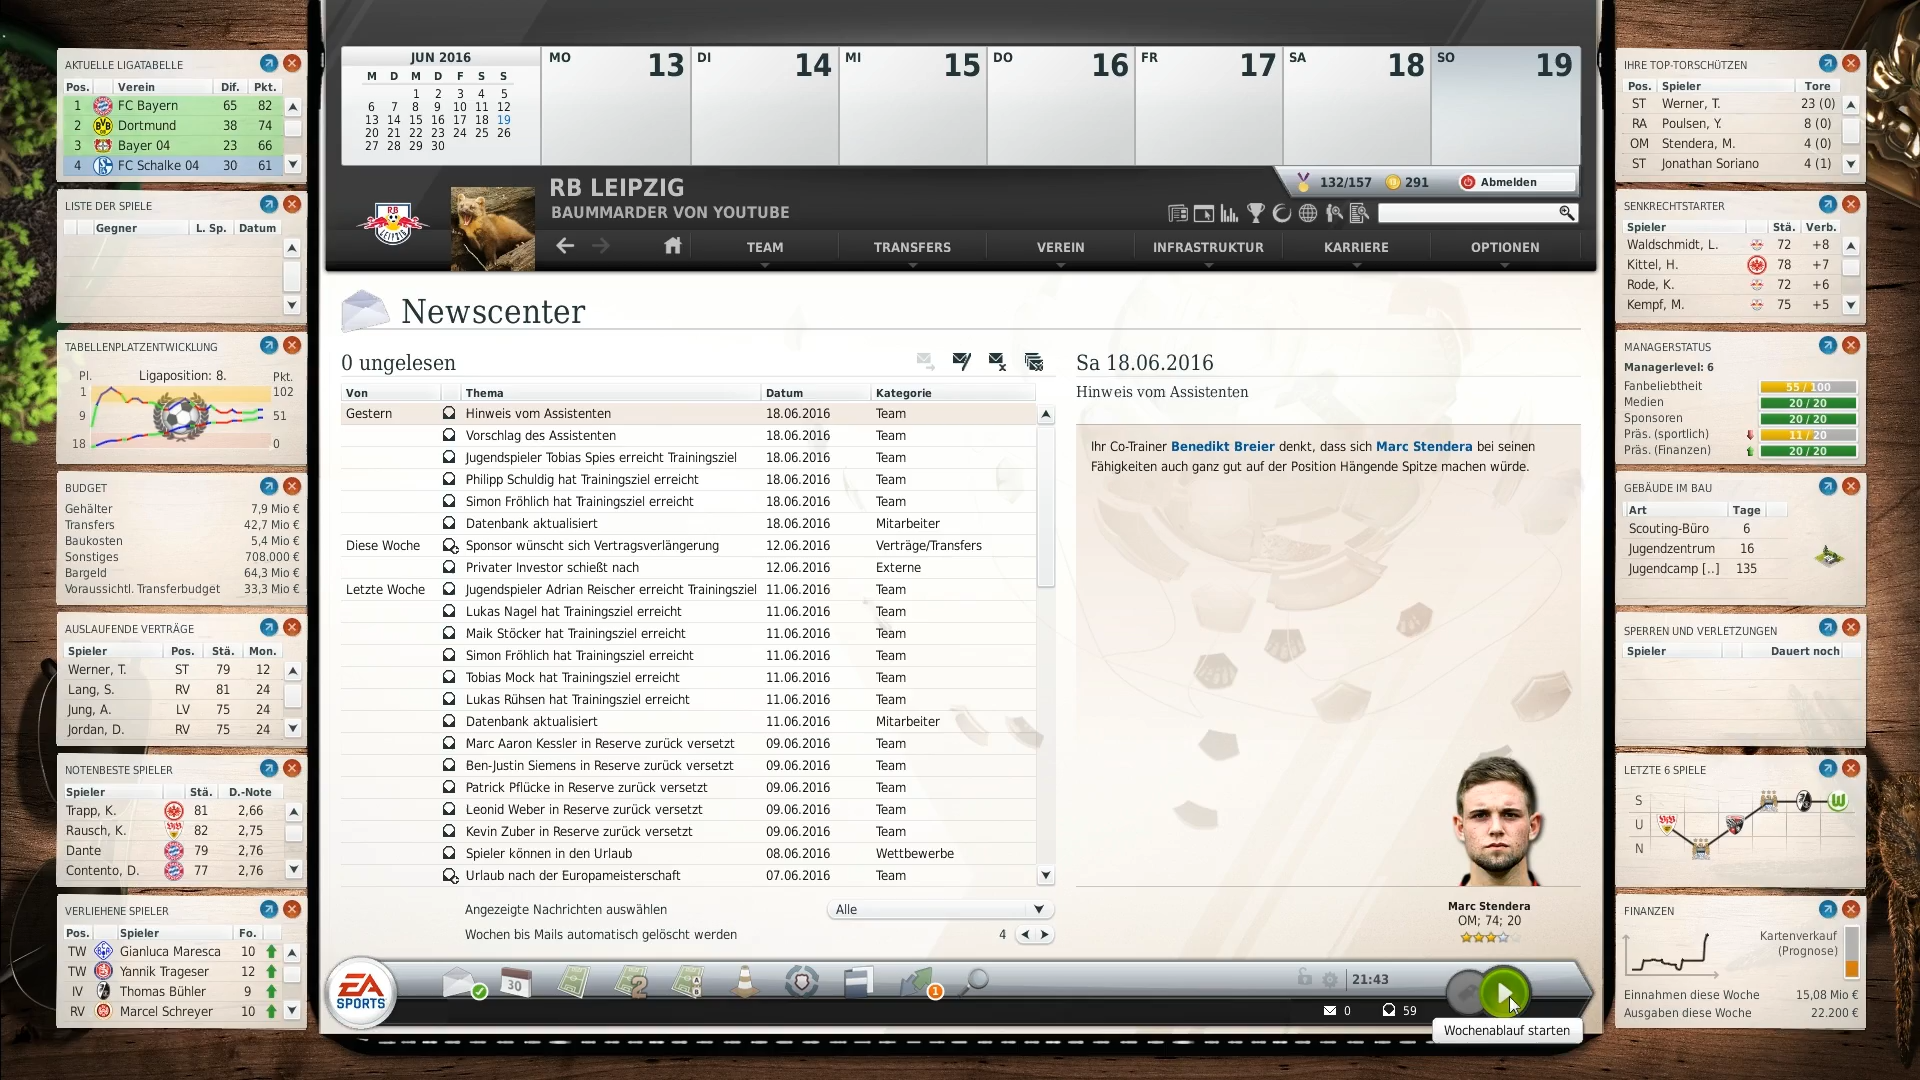 JUN 2016
M D M D F S S
1 2 3 4 5
6 7 8 9 10 11 12
13 14 15 16 17 18 19
20 21 22 23 24 25 26
27 28 29 30
MO 13
DI 14
MI 15
DO 16
FR 17
SA 18
SO 19
RB LEIPZIG
BAUMMARDER VON YOUTUBE
132/157 291 Abmelden
TEAM TRANSFERS VEREIN INFRASTRUKTUR KARRIERE OPTIONEN
AKTUELLE LIGATABELLE
Pos. Verein Dif. Pkt.
1 FC Bayern 65 82
2 Dortmund 38 74
3 Bayer 04 23 66
4 FC Schalke 04 30 61
LISTE DER SPIELE
Gegner L. Sp. Datum
TABELLENPLATZENTWICKLUNG
Pl. Ligaposition: 8. Pkt.
1 102
9 51
18 0
BUDGET
Gehälter 7,9 Mio €
Transfers 42,7 Mio €
Baukosten 5,4 Mio €
Sonstiges 708.000 €
Bargeld 64,3 Mio €
Voraussichtl. Transferbudget 33,3 Mio €
AUSLAUFENDE VERTRÄGE
Spieler Pos. Stä. Mon.
Werner, T. ST 79 12
Lang, S. RV 81 24
Jung, A. LV 75 24
Jordan, D. RV 75 24
NOTENBESTE SPIELER
Spieler Stä. D.-Note
Trapp, K. 81 2,66
Rausch, K. 82 2,75
Dante 79 2,76
Contento, D. 77 2,76
VERLIEHENE SPIELER
Pos. Spieler Fo.
TW Gianluca Maresca 10
TW Yannik Trageser 12
IV Thomas Bühler 9
RV Marcel Schreyer 10
Newscenter
0 ungelesen
Von Thema Datum Kategorie
Gestern Hinweis vom Assistenten 18.06.2016 Team
Vorschlag des Assistenten 18.06.2016 Team
Jugendspieler Tobias Spies erreicht Trainingsziel 18.06.2016 Team
Philipp Schuldig hat Trainingsziel erreicht 18.06.2016 Team
Simon Fröhlich hat Trainingsziel erreicht 18.06.2016 Team
Datenbank aktualisiert 18.06.2016 Mitarbeiter
Diese Woche Sponsor wünscht sich Vertragsverlängerung 12.06.2016 Verträge/Transfers
Privater Investor schießt nach 12.06.2016 Externe
Letzte Woche Jugendspieler Adrian Reischer erreicht Trainingsziel 11.06.2016 Team
Lukas Nagel hat Trainingsziel erreicht 11.06.2016 Team
Maik Stöcker hat Trainingsziel erreicht 11.06.2016 Team
Simon Fröhlich hat Trainingsziel erreicht 11.06.2016 Team
Tobias Mock hat Trainingsziel erreicht 11.06.2016 Team
Lukas Rühsen hat Trainingsziel erreicht 11.06.2016 Team
Datenbank aktualisiert 11.06.2016 Mitarbeiter
Marc Aaron Kessler in Reserve zurück versetzt 09.06.2016 Team
Ben-Justin Siemens in Reserve zurück versetzt 09.06.2016 Team
Patrick Pflücke in Reserve zurück versetzt 09.06.2016 Team
Leonid Weber in Reserve zurück versetzt 09.06.2016 Team
Kevin Zuber in Reserve zurück versetzt 09.06.2016 Team
Spieler können in den Urlaub 08.06.2016 Wettbewerbe
Urlaub nach der Europameisterschaft 07.06.2016 Team
Angezeigte Nachrichten auswählen Alle
Wochen bis Mails automatisch gelöscht werden 4
Sa 18.06.2016
Hinweis vom Assistenten
Ihr Co-Trainer Benedikt Breier denkt, dass sich Marc Stendera bei seinen
Fähigkeiten auch ganz gut auf der Position Hängende Spitze machen würde.
Marc Stendera
OM; 74; 20
EA
SPORTS
30
2
1
21:43
0 59
Wochenablauf starten
IHRE TOP-TORSCHÜTZEN
Pos. Spieler Tore
ST Werner, T. 23 (0)
RA Poulsen, Y. 8 (0)
OM Stendera, M. 4 (0)
ST Jonathan Soriano 4 (1)
SENKRECHTSTARTER
Spieler Stä. Verb.
Waldschmidt, L. 72 +8
Kittel, H. 78 +7
Rode, K. 72 +6
Kempf, M. 75 +5
MANAGERSTATUS
Managerlevel: 6
Fanbeliebtheit 55 / 100
Medien 20 / 20
Sponsoren 20 / 20
Präs. (sportlich) 11 / 20
Präs. (Finanzen) 20 / 20
GEBÄUDE IM BAU
Art Tage
Scouting-Büro 6
Jugendzentrum 16
Jugendcamp [..] 135
SPERREN UND VERLETZUNGEN
Spieler Dauert noch
LETZTE 6 SPIELE
S
U
N
FINANZEN
Kartenverkauf
(Prognose)
Einnahmen diese Woche 15,08 Mio €
Ausgaben diese Woche 22.200 €